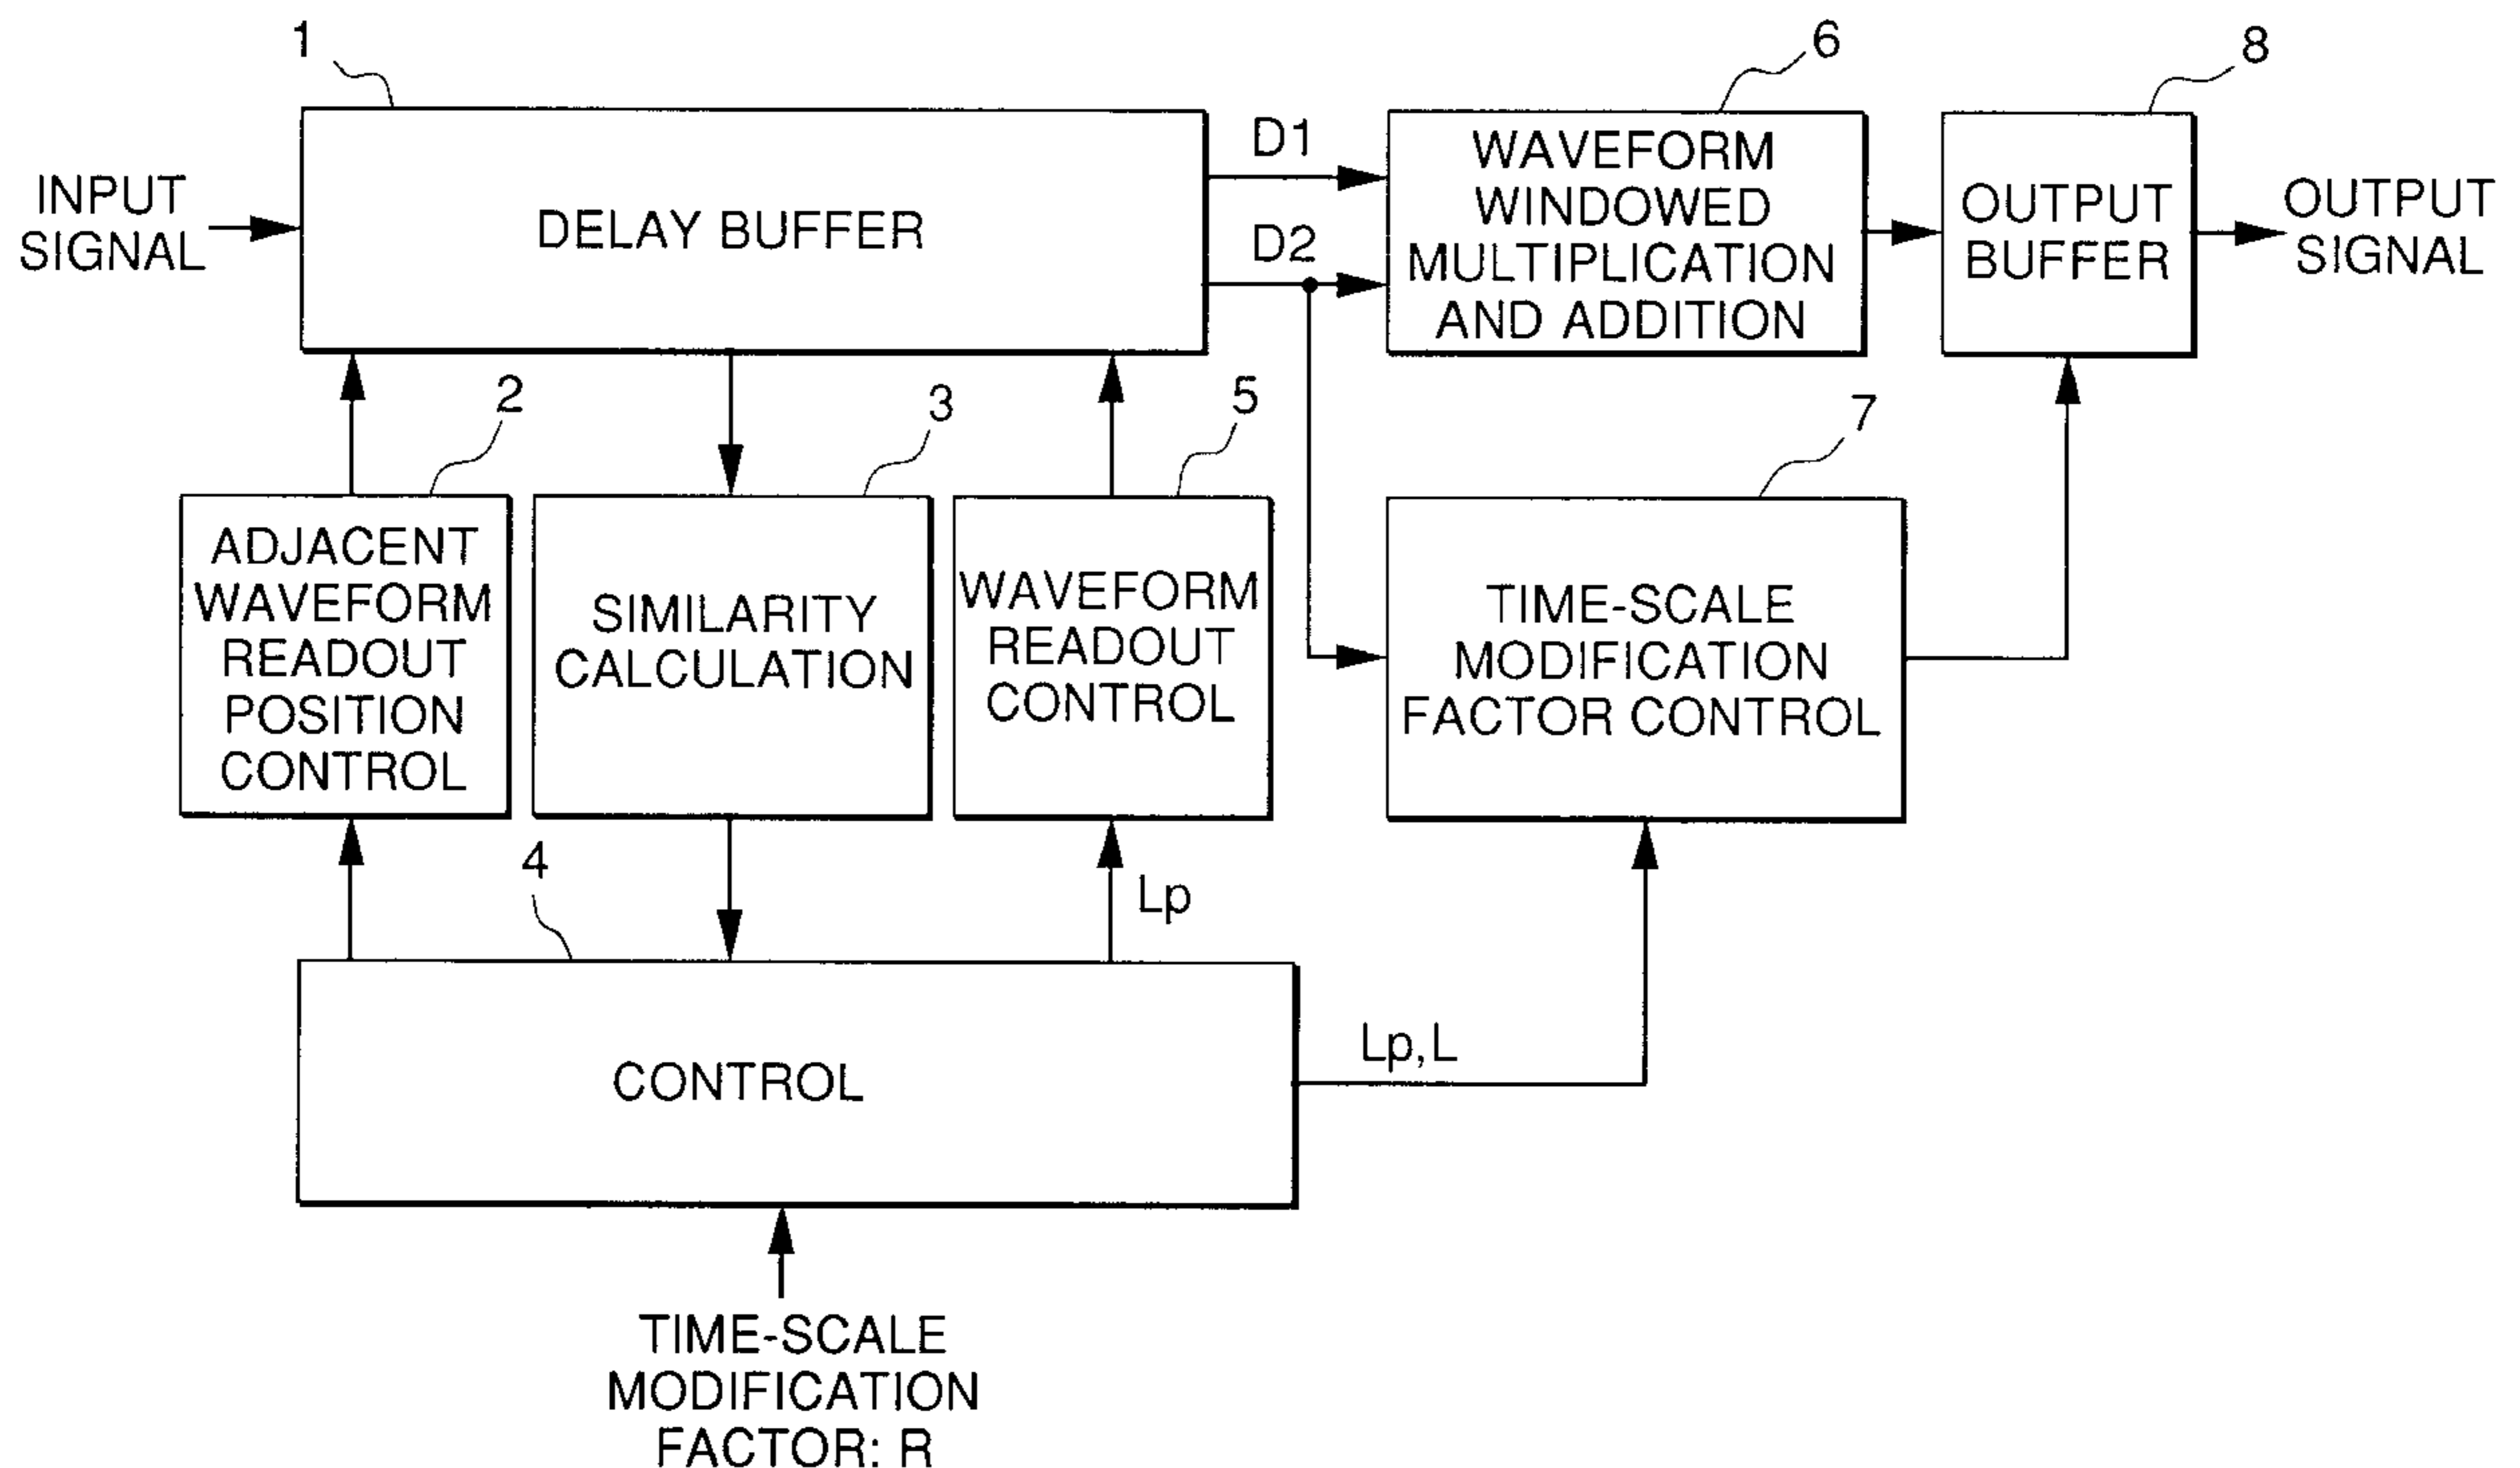 1
6
8
INPUT
SIGNAL
DELAY BUFFER
D1
D2
WAVEFORM
WINDOWED
MULTIPLICATION
AND ADDITION
OUTPUT
BUFFER
OUTPUT
SIGNAL
2
3
5
7
ADJACENT
WAVEFORM
READOUT
POSITION
CONTROL
SIMILARITY
CALCULATION
WAVEFORM
READOUT
CONTROL
TIME-SCALE
MODIFICATION
FACTOR CONTROL
4
Lp
CONTROL
Lp,L
TIME-SCALE
MODIFICATION
FACTOR: R